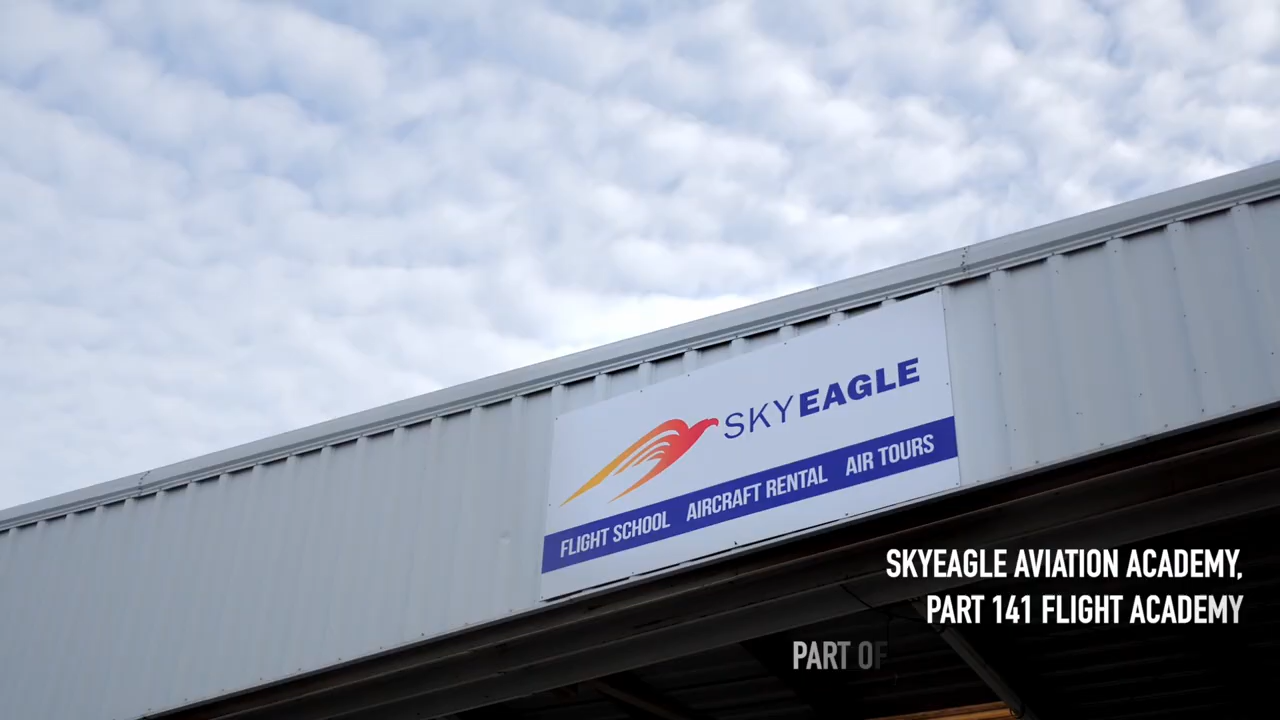 SKYEAGLE
FLIGHT SCHOOL AIRCRAFT RENTAL AIR TOURS
SKYEAGLE AVIATION ACADEMY,
PART 141 FLIGHT ACADEMY
PART OF